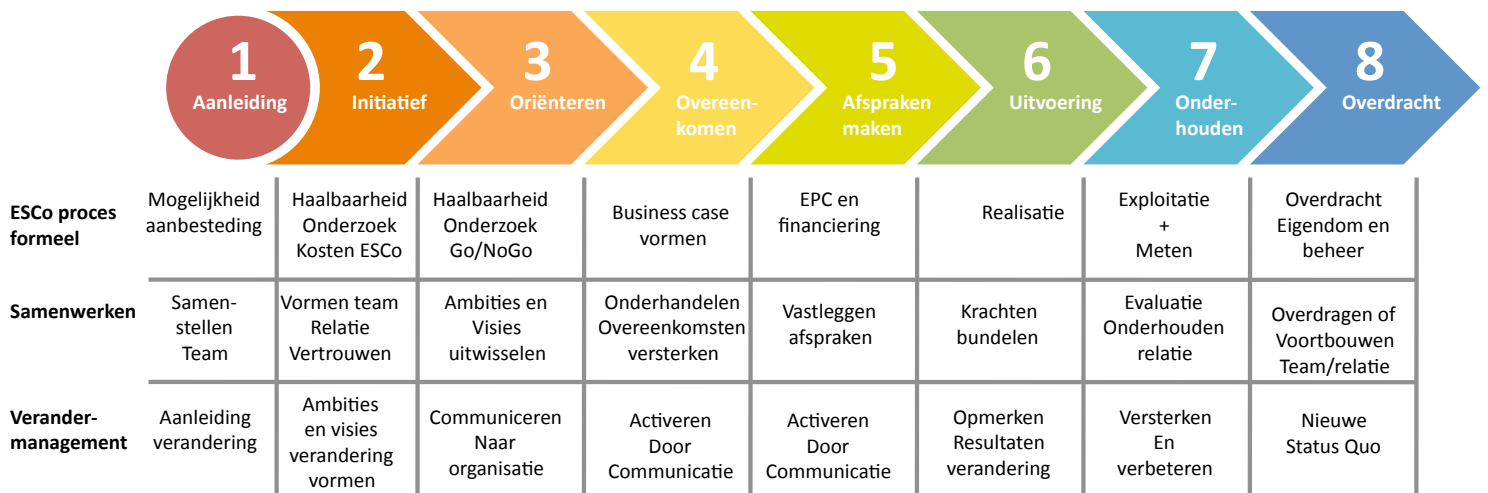 1
Aanleiding
2
Initiatief
3
Oriënteren
4
Overeen-
komen
5
Afspraken
maken
6
Uitvoering
7
Onder-
houden
8
Overdracht
ESCo proces
formeel
Mogelijkheid
aanbesteding
Haalbaarheid
Onderzoek
Kosten ESCo
Haalbaarheid
Onderzoek
Go/NoGo
Business case
vormen
EPC en
financiering
Realisatie
Exploitatie
+
Meten
Overdracht
Eigendom en
beheer
Samenwerken
Samen-
stellen
Team
Vormen team
Relatie
Vertrouwen
Ambities en
Visies
uitwisselen
Onderhandelen
Overeenkomsten
versterken
Vastleggen
afspraken
Krachten
bundelen
Evaluatie
Onderhouden
relatie
Overdragen of
Voortbouwen
Team/relatie
Verander-
management
Aanleiding
verandering
Ambities
en visies
verandering
vormen
Communiceren
Naar
organisatie
Activeren
Door
Communicatie
Activeren
Door
Communicatie
Opmerken
Resultaten
verandering
Versterken
En
verbeteren
Nieuwe
Status Quo